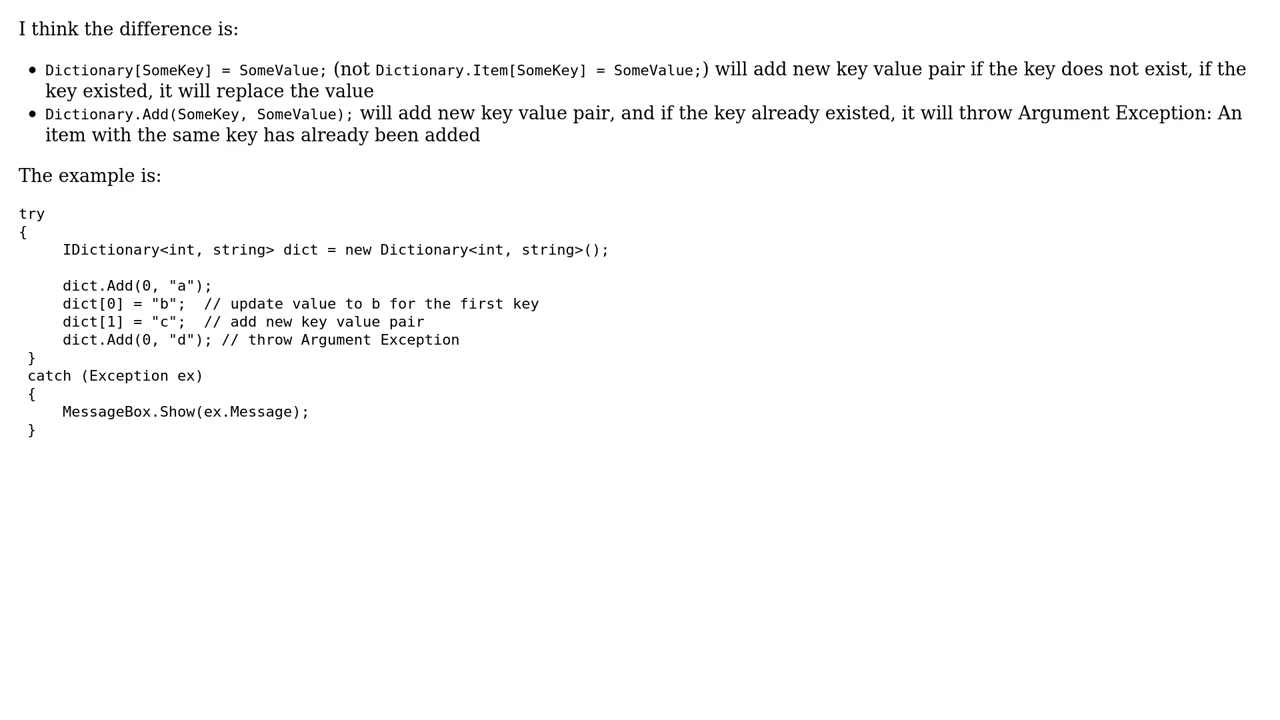 I think the difference is:
• Dictionary[SomeKey] = SomeValue; (not Dictionary.Item[SomeKey] = SomeValue;) will add new key value pair if the key does not exist, if the
key existed, it will replace the value
• Dictionary.Add(SomeKey, SomeValue); will add new key value pair, and if the key already existed, it will throw Argument Exception: An
item with the same key has already been added
The example is:
try
{
     IDictionary<int, string> dict = new Dictionary<int, string>();

     dict.Add(0, "a");
     dict[0] = "b";  // update value to b for the first key
     dict[1] = "c";  // add new key value pair
     dict.Add(0, "d"); // throw Argument Exception
 }
 catch (Exception ex)
 {
     MessageBox.Show(ex.Message);
 }